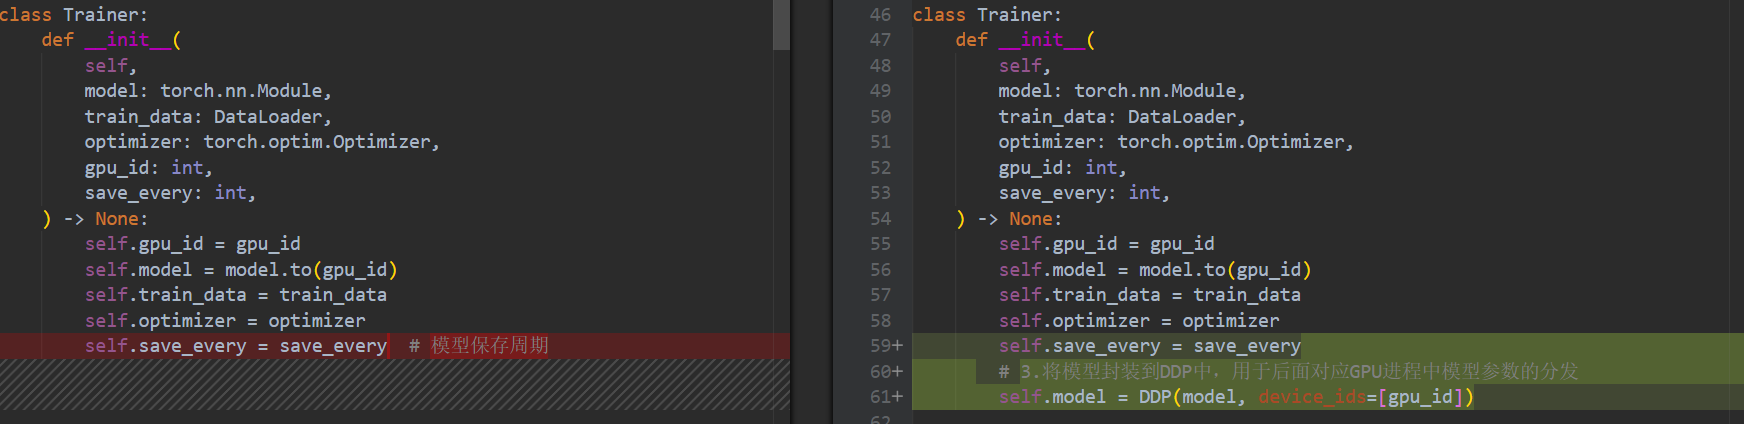 class Trainer:
    def __init__(
        self,
        model: torch.nn.Module,
        train_data: DataLoader,
        optimizer: torch.optim.Optimizer,
        gpu_id: int,
        save_every: int,
    ) -> None:
        self.gpu_id = gpu_id
        self.model = model.to(gpu_id)
        self.train_data = train_data
        self.optimizer = optimizer
        self.save_every = save_every  # 模型保存周期
46 class Trainer:
47     def __init__(
48         self,
49         model: torch.nn.Module,
50         train_data: DataLoader,
51         optimizer: torch.optim.Optimizer,
52         gpu_id: int,
53         save_every: int,
54     ) -> None:
55         self.gpu_id = gpu_id
56         self.model = model.to(gpu_id)
57         self.train_data = train_data
58         self.optimizer = optimizer
59+        self.save_every = save_every
60+        # 3.将模型封装到DDP中，用于后面对应GPU进程中模型参数的分发
61+        self.model = DDP(model, device_ids=[gpu_id])
62